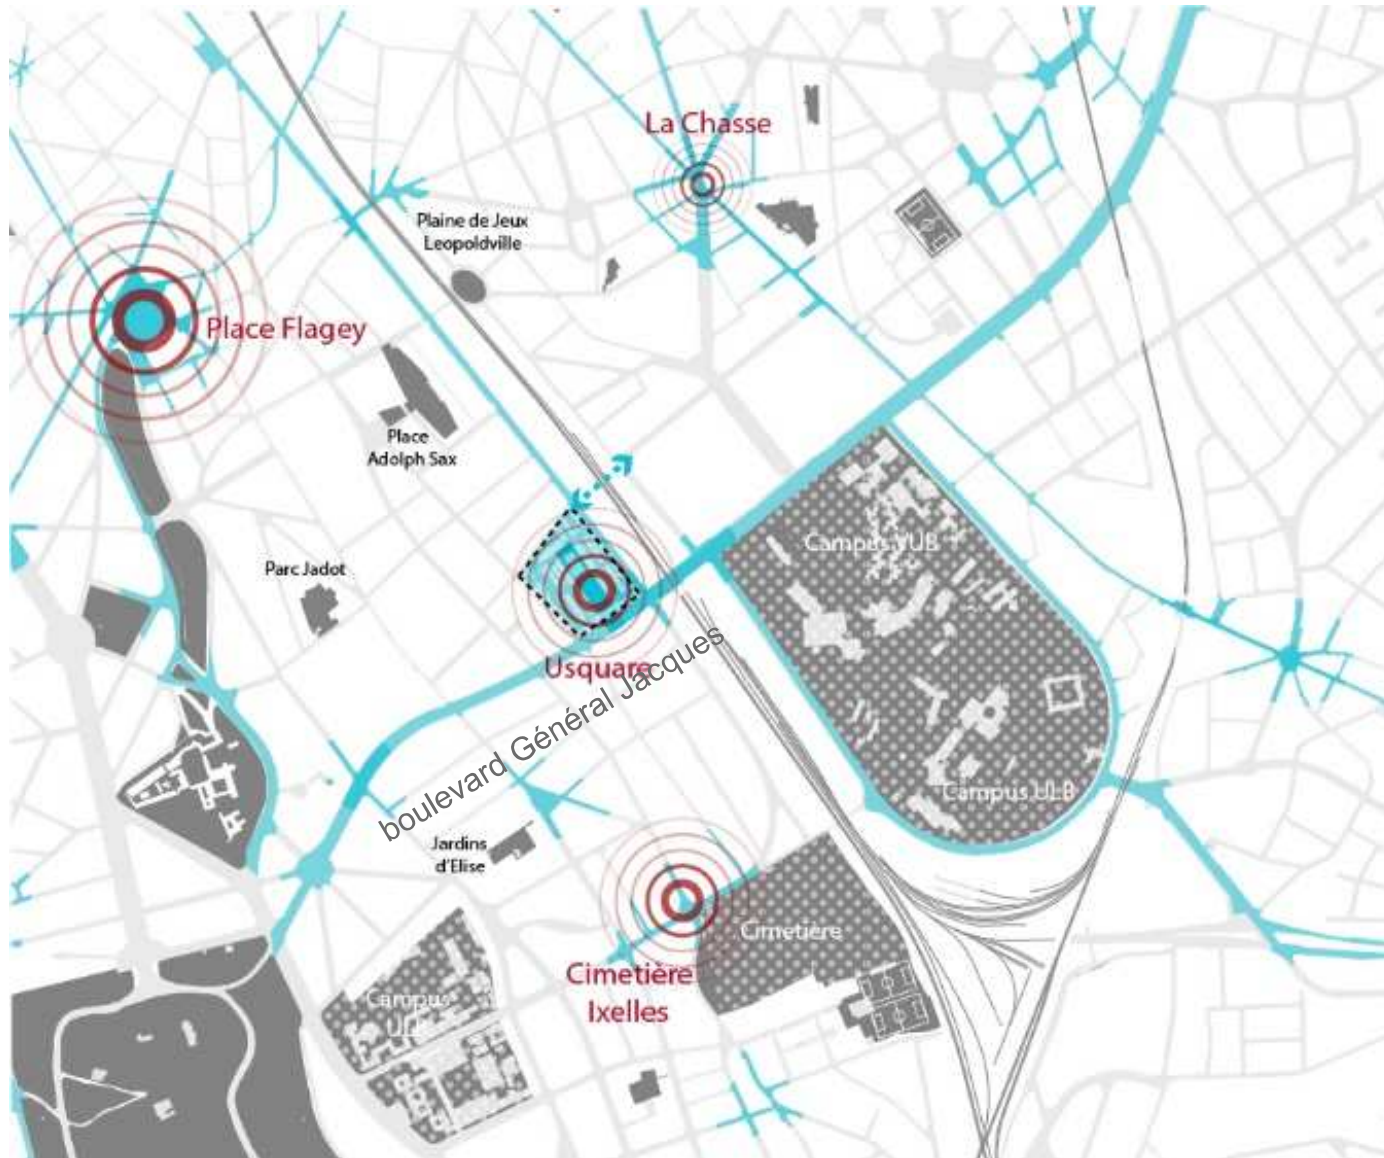 La Chasse
Plaine de Jeux
Leopoldville
Place Flagey
Place
Adolph Sax
Campus VUB
Parc Jadot
Usquare
boulevard Général Jacques
Campus ULB
Jardins
d'Elise
Cimetière
Cimetière
Ixelles
Campus
ULB